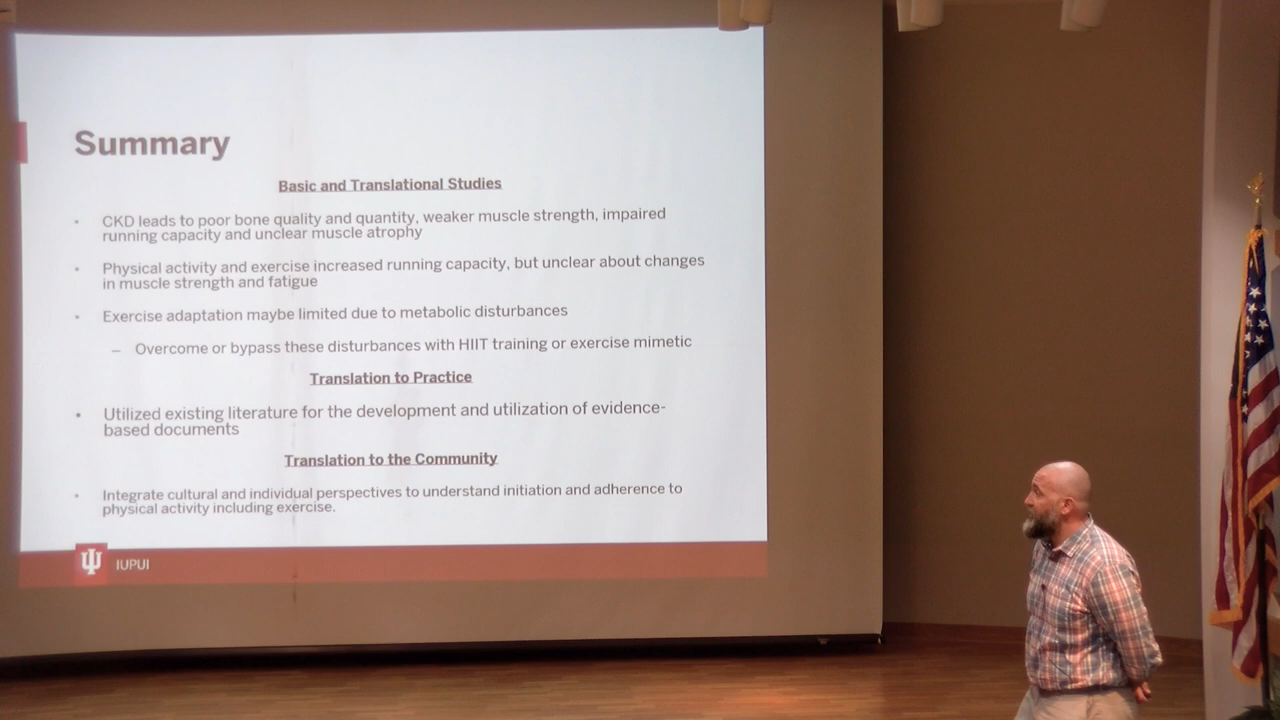 Summary
Basic and Translational Studies
• CKD leads to poor bone quality and quantity, weaker muscle strength, impaired
running capacity and unclear muscle atrophy
• Physical activity and exercise increased running capacity, but unclear about changes
in muscle strength and fatigue
• Exercise adaptation maybe limited due to metabolic disturbances
– Overcome or bypass these disturbances with HIIT training or exercise mimetic
Translation to Practice
• Utilized existing literature for the development and utilization of evidence-
based documents
Translation to the Community
• Integrate cultural and individual perspectives to understand initiation and adherence to
physical activity including exercise.
IUPUI